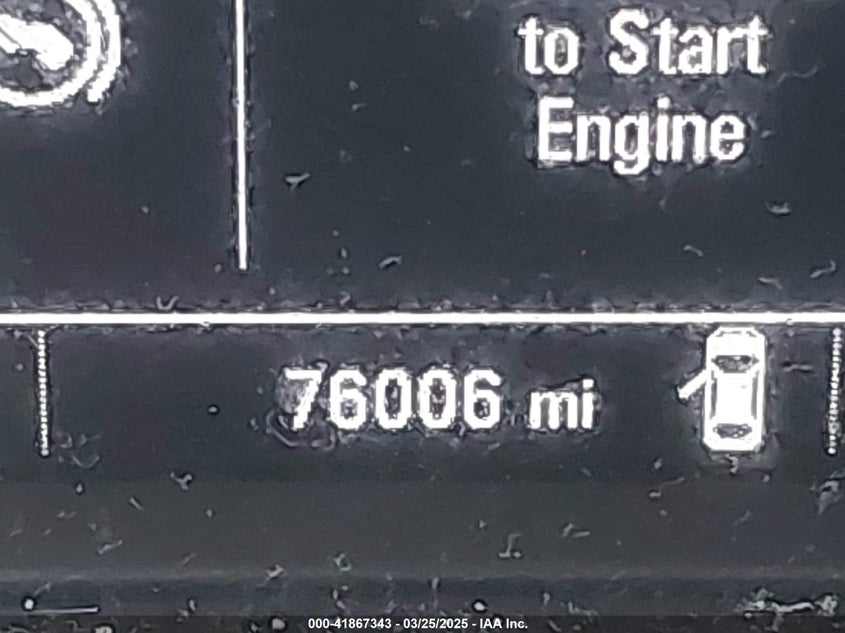 to Start
Engine
76006 mi
000-41867343 - 03/25/2025 - IAA Inc.